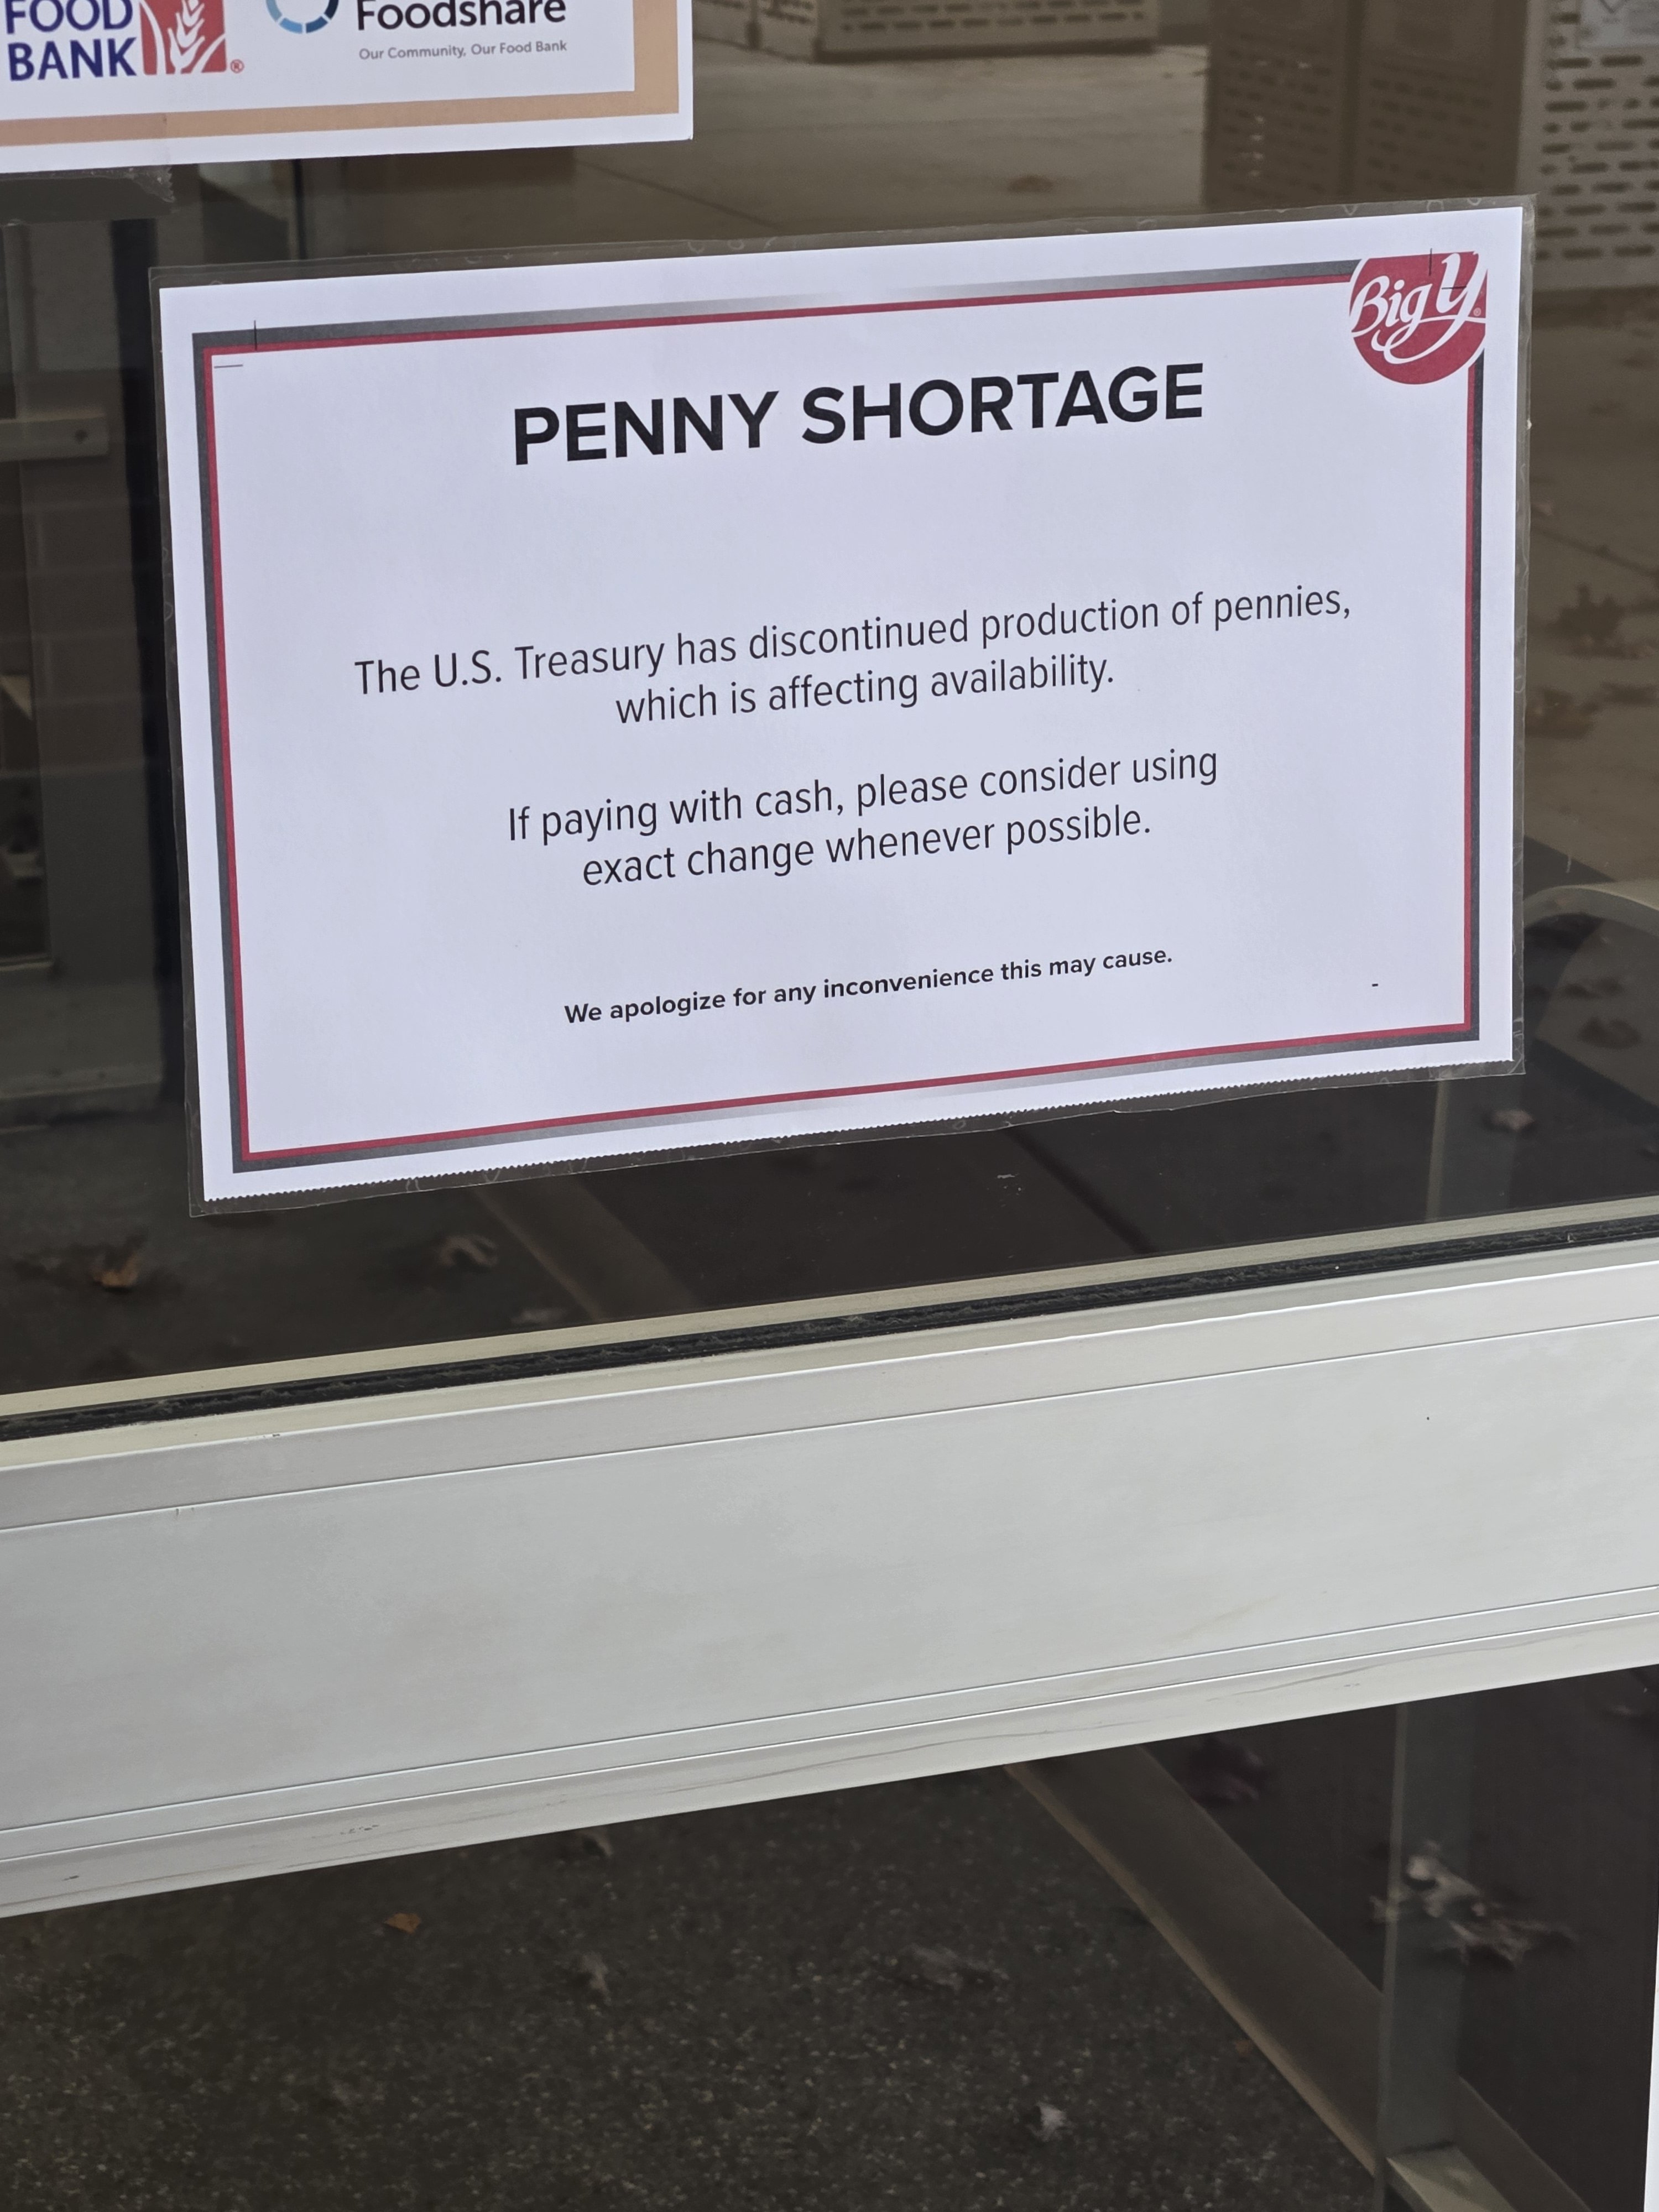 FOOD
BANK
®
Foodshare
Our Community, Our Food Bank
Big Y®
PENNY SHORTAGE
The U.S. Treasury has discontinued production of pennies,
which is affecting availability.
If paying with cash, please consider using
exact change whenever possible.
We apologize for any inconvenience this may cause.